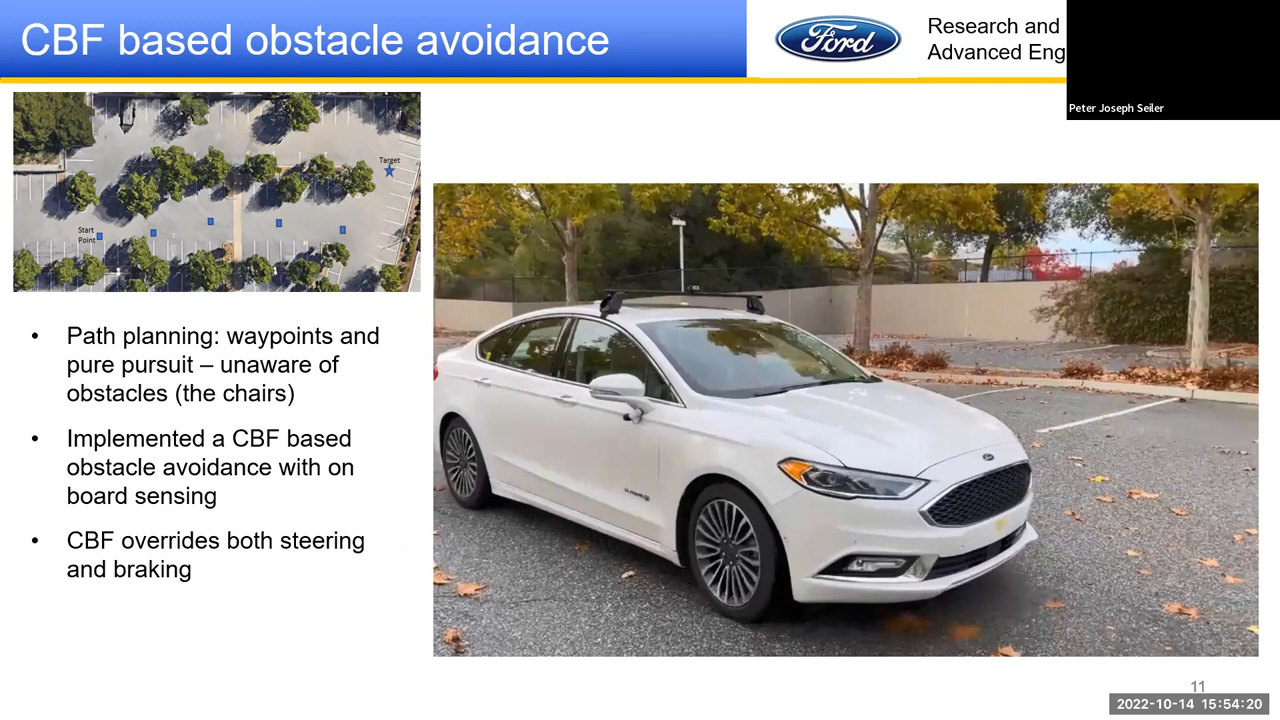 CBF based obstacle avoidance
Ford
Research and
Advanced Eng
Peter Joseph Seiler
Target
Start
Point
• Path planning: waypoints and
pure pursuit – unaware of
obstacles (the chairs)
• Implemented a CBF based
obstacle avoidance with on
board sensing
• CBF overrides both steering
and braking
11
2022-10-14 15:54:20